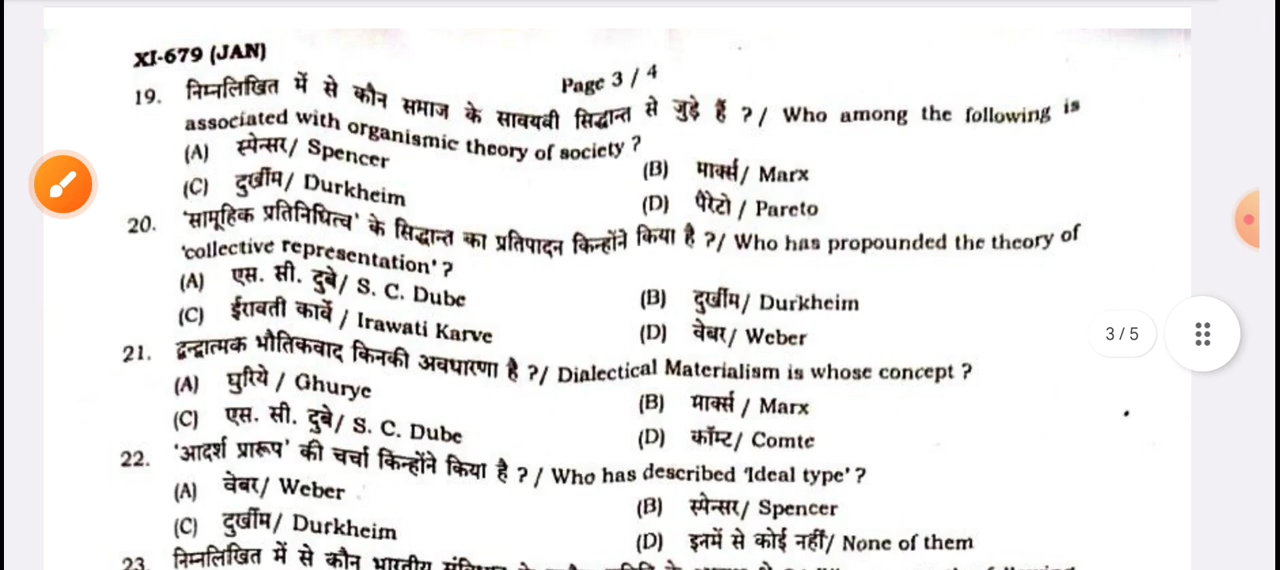 XI-679 (JAN)
Page 3 / 4
19. निम्नलिखित में से कौन समाज के सावयवी सिद्धान्त से जुड़े हैं ? / Who among the following is
associated with organismic theory of society ?
(A) स्पेन्सर/ Spencer
(B) मार्क्स/ Marx
(C) दुर्खीम/ Durkheim
(D) पैरेटो / Pareto
20. 'सामूहिक प्रतिनिधित्व' के सिद्धान्त का प्रतिपादन किन्होंने किया है ?/ Who has propounded the theory of
'collective representation' ?
(A) एस. सी. दुबे/ S. C. Dube
(B) दुर्खीम/ Durkheim
(C) ईरावती कार्वे / Irawati Karve
(D) वेबर/ Weber
21. द्वन्द्वात्मक भौतिकवाद किनकी अवधारणा है ?/ Dialectical Materialism is whose concept ?
(A) घुरिये / Ghurye
(B) मार्क्स / Marx
(C) एस. सी. दुबे/ S. C. Dube
(D) कॉम्ट/ Comte
22. 'आदर्श प्रारूप' की चर्चा किन्होंने किया है ? / Who has described 'Ideal type' ?
(A) वेबर/ Weber
(B) स्पेन्सर/ Spencer
(C) दुर्खीम/ Durkheim
(D) इनमें से कोई नहीं/ None of them
23. निम्नलिखित में से कौन भारतीय
3 / 5